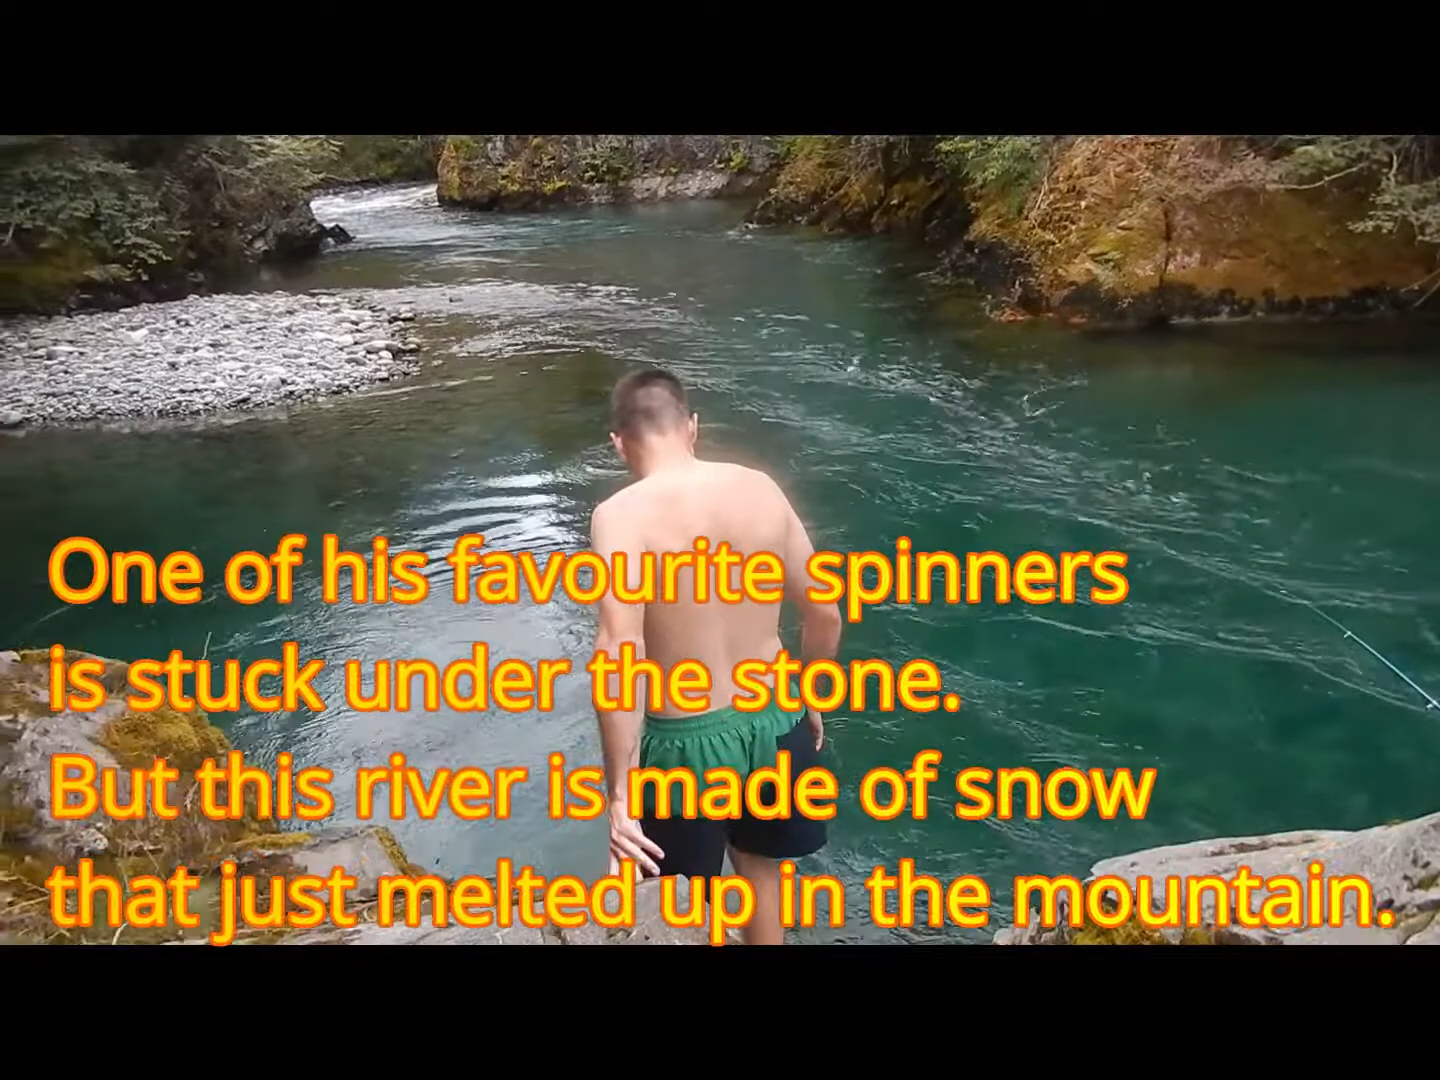 One of his favourite spinners
is stuck under the stone.
But this river is made of snow
that just melted up in the mountain.